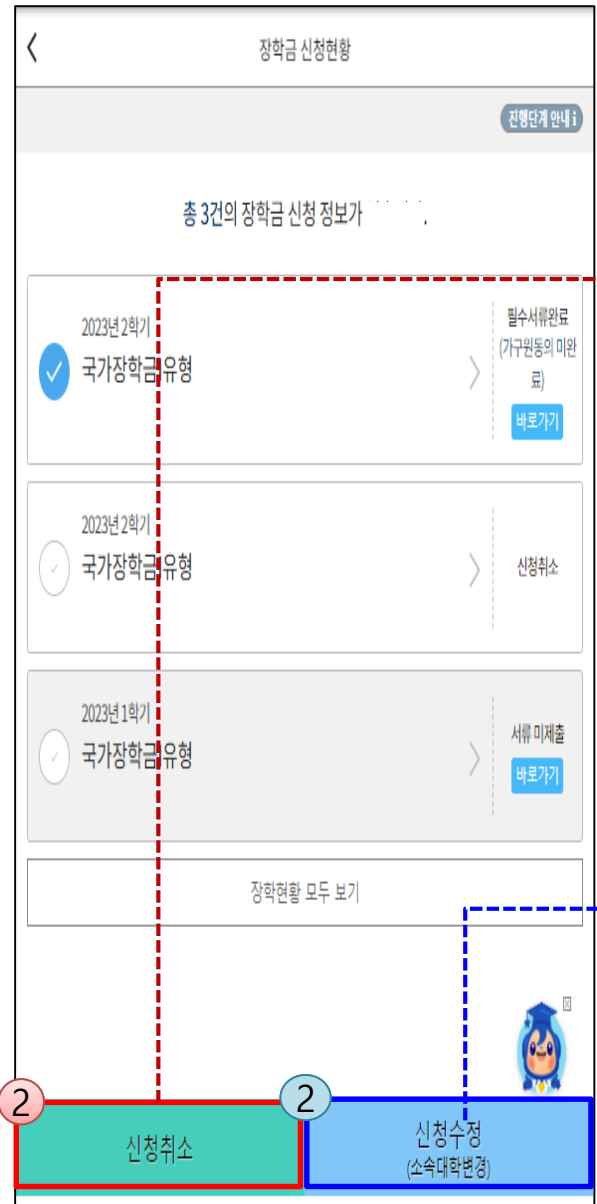 장학금 신청현황
진행단계 안내 i
총 3건의 장학금 신청 정보가
2023년 2학기
국가장학금 유형
필수서류완료
(가구원동의 미완
료)
바로가기
2023년 2학기
국가장학금 유형
신청취소
2023년 1학기
국가장학금 유형
서류 미제출
바로가기
장학현황 모두 보기
2
신청취소
2
신청수정
(소속대학변경)